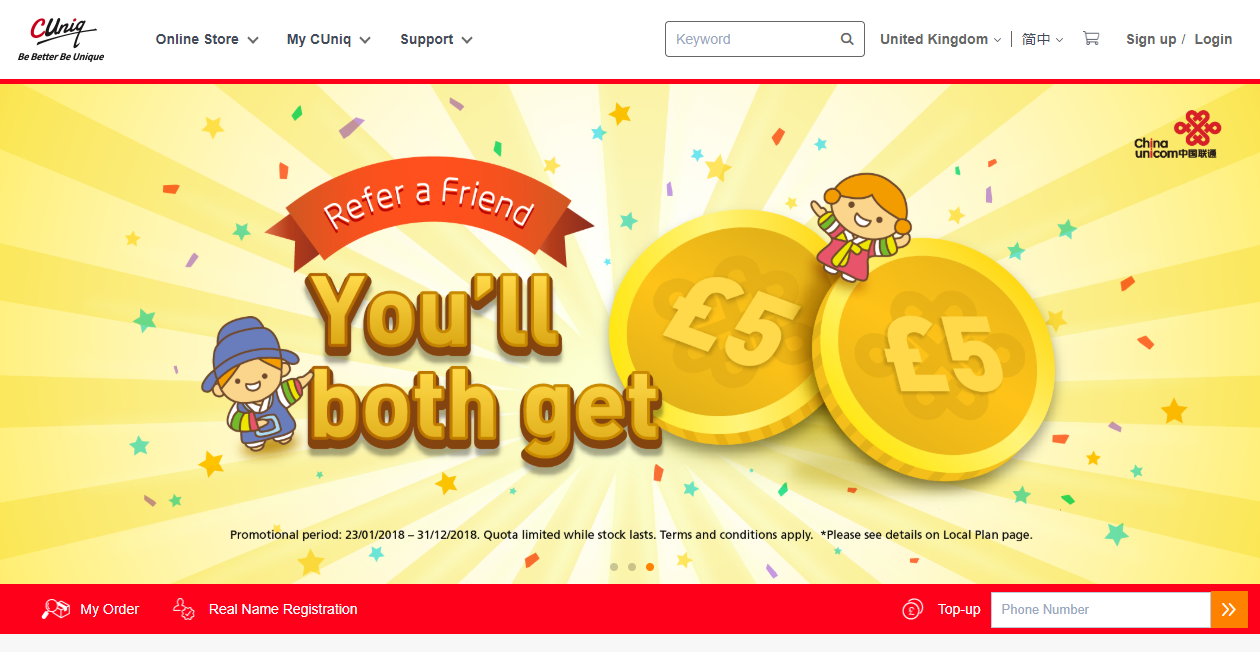 CUniq
Be Better Be Unique
Online Store
My CUniq
Support
Keyword
United Kingdom
简中
Sign up / Login
China
unicom中国联通
Refer a Friend
You'll
both get
£5
£5
Promotional period: 23/01/2018 – 31/12/2018. Quota limited while stock lasts. Terms and conditions apply. *Please see details on Local Plan page.
My Order
Real Name Registration
£
Top-up
Phone Number